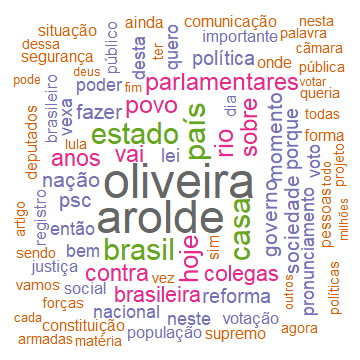 situação
ainda
comunicação
nesta
dessa
deus
ter
importante
palavra
segurança
público
desta
quero
política
onde
cãmara
pode
fim
poder
parlamentares
pública
brasileiro
vexa
fazer
povo
rio
sobre
dia
votar
queria
lula
estado
país
momento
porque
todas
deputados
anos
vai
lei
forma
nação
oliveira
governo
sociedade
voto
projeto
artigo
registro
psc
arolde
casa
pronunciamento
pessoas
todo
milhões
então
sendo
bem
brasil
hoje
sim
justiça
contra
vez
colegas
vamos
social
brasileira
reforma
outros
políticas
forças
nacional
neste
votação
cada
constituição
população
supremo
agora
armadas
matéria